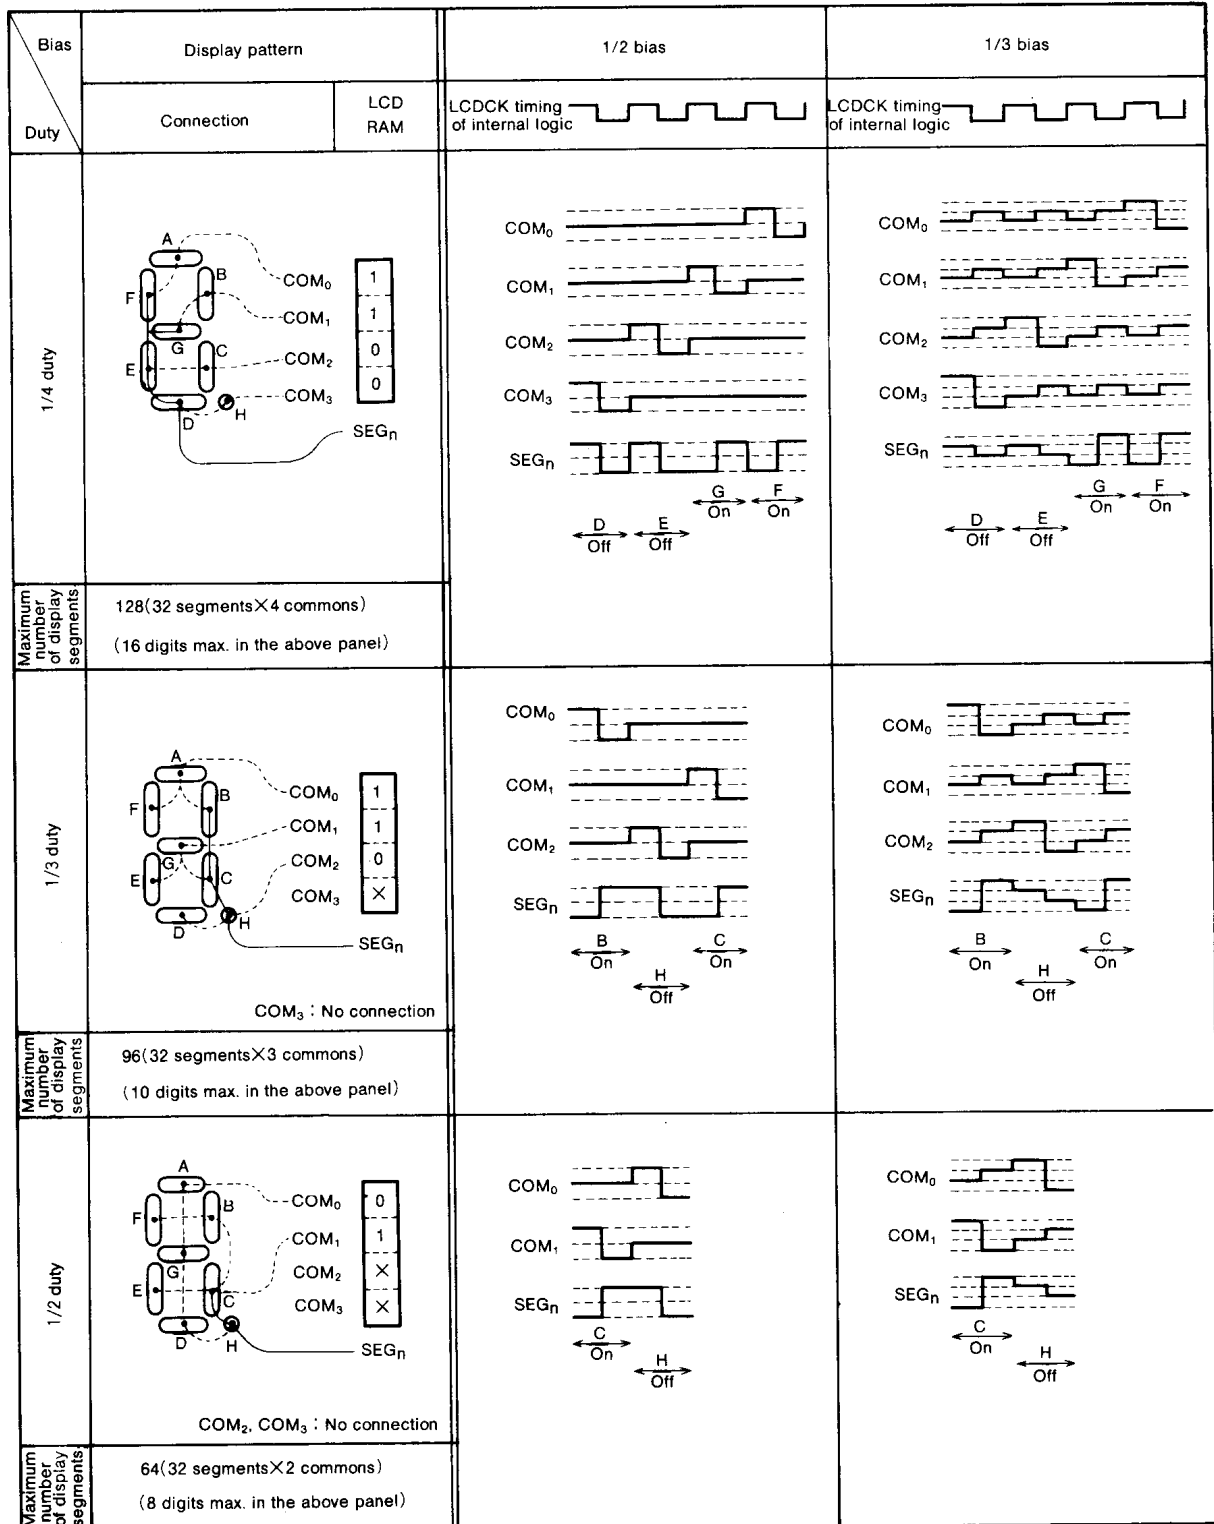 Bias
Duty
Display pattern
1/2 bias
1/3 bias
Connection
LCD
RAM
LCDCK timing
of internal logic
LCDCK timing
of internal logic
1/4 duty
A
B
F
G
C
E
D
H
COM₀
COM₁
COM₂
COM₃
SEGn
1
1
0
0
COM₀
COM₁
COM₂
COM₃
SEGn
G
On
F
On
D
Off
E
Off
COM₀
COM₁
COM₂
COM₃
SEGn
G
On
F
On
D
Off
E
Off
Maximum
number
of display
segments
128(32 segments×4 commons)
(16 digits max. in the above panel)
1/3 duty
A
B
F
G
C
E
D
H
COM₀
COM₁
COM₂
COM₃
SEGn
1
1
0
×
COM₃ : No connection
COM₀
COM₁
COM₂
SEGn
B
On
C
On
H
Off
COM₀
COM₁
COM₂
SEGn
B
On
C
On
H
Off
Maximum
number
of display
segments
96(32 segments×3 commons)
(10 digits max. in the above panel)
1/2 duty
A
B
F
G
C
E
D
H
COM₀
COM₁
COM₂
COM₃
SEGn
0
1
×
×
COM₂, COM₃ : No connection
COM₀
COM₁
SEGn
C
On
H
Off
COM₀
COM₁
SEGn
C
On
H
Off
Maximum
number
of display
segments
64(32 segments×2 commons)
(8 digits max. in the above panel)